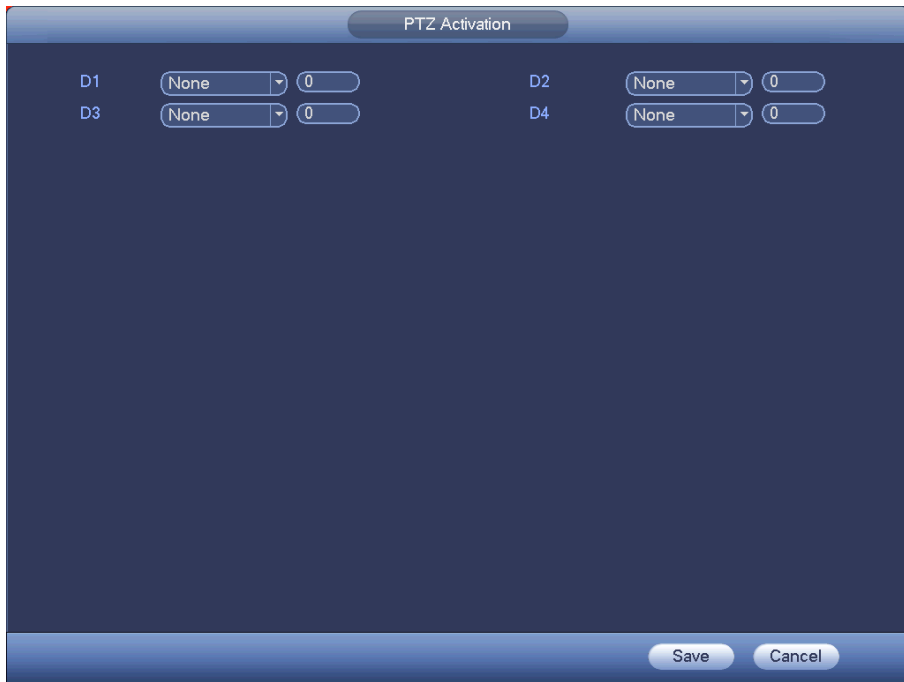 PTZ Activation
D1 None 0 D2 None 0
D3 None 0 D4 None 0
Save Cancel